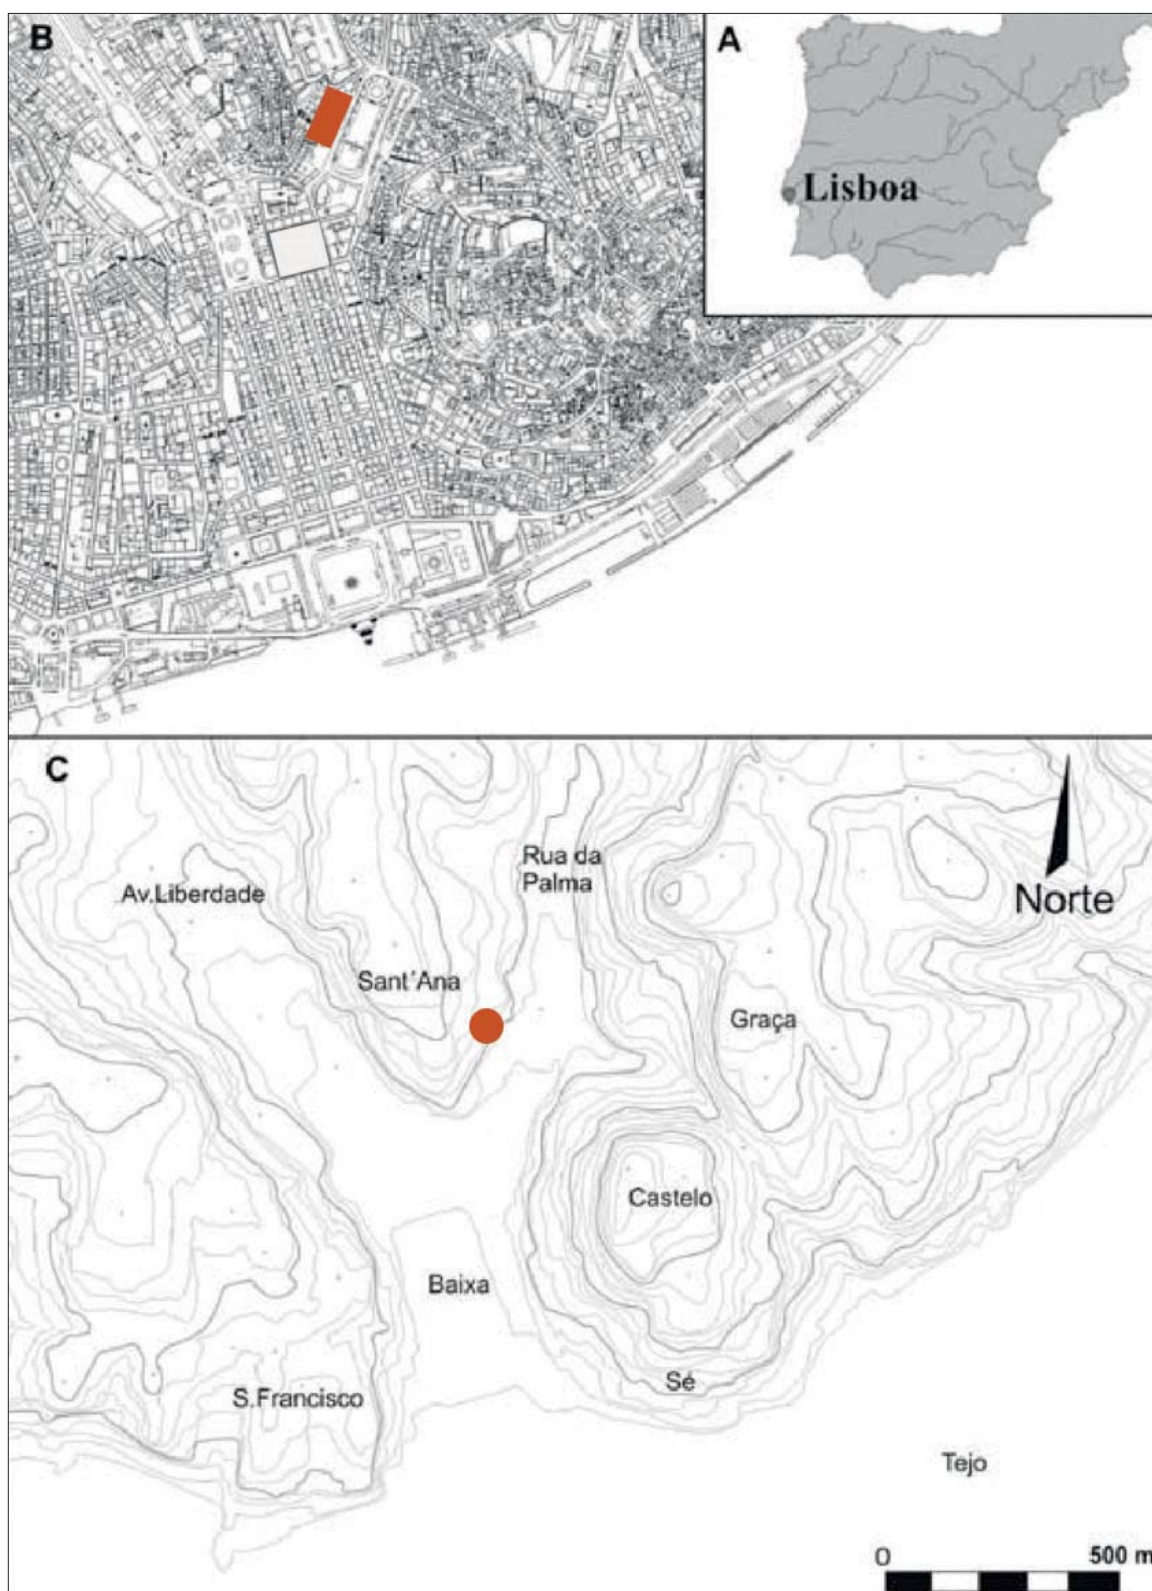 B
A
Lisboa
C
Rua da
Palma
Av.Liberdade
Norte
Sant´Ana
Graça
Castelo
Baixa
Sé
S.Francisco
Tejo
0
500 m